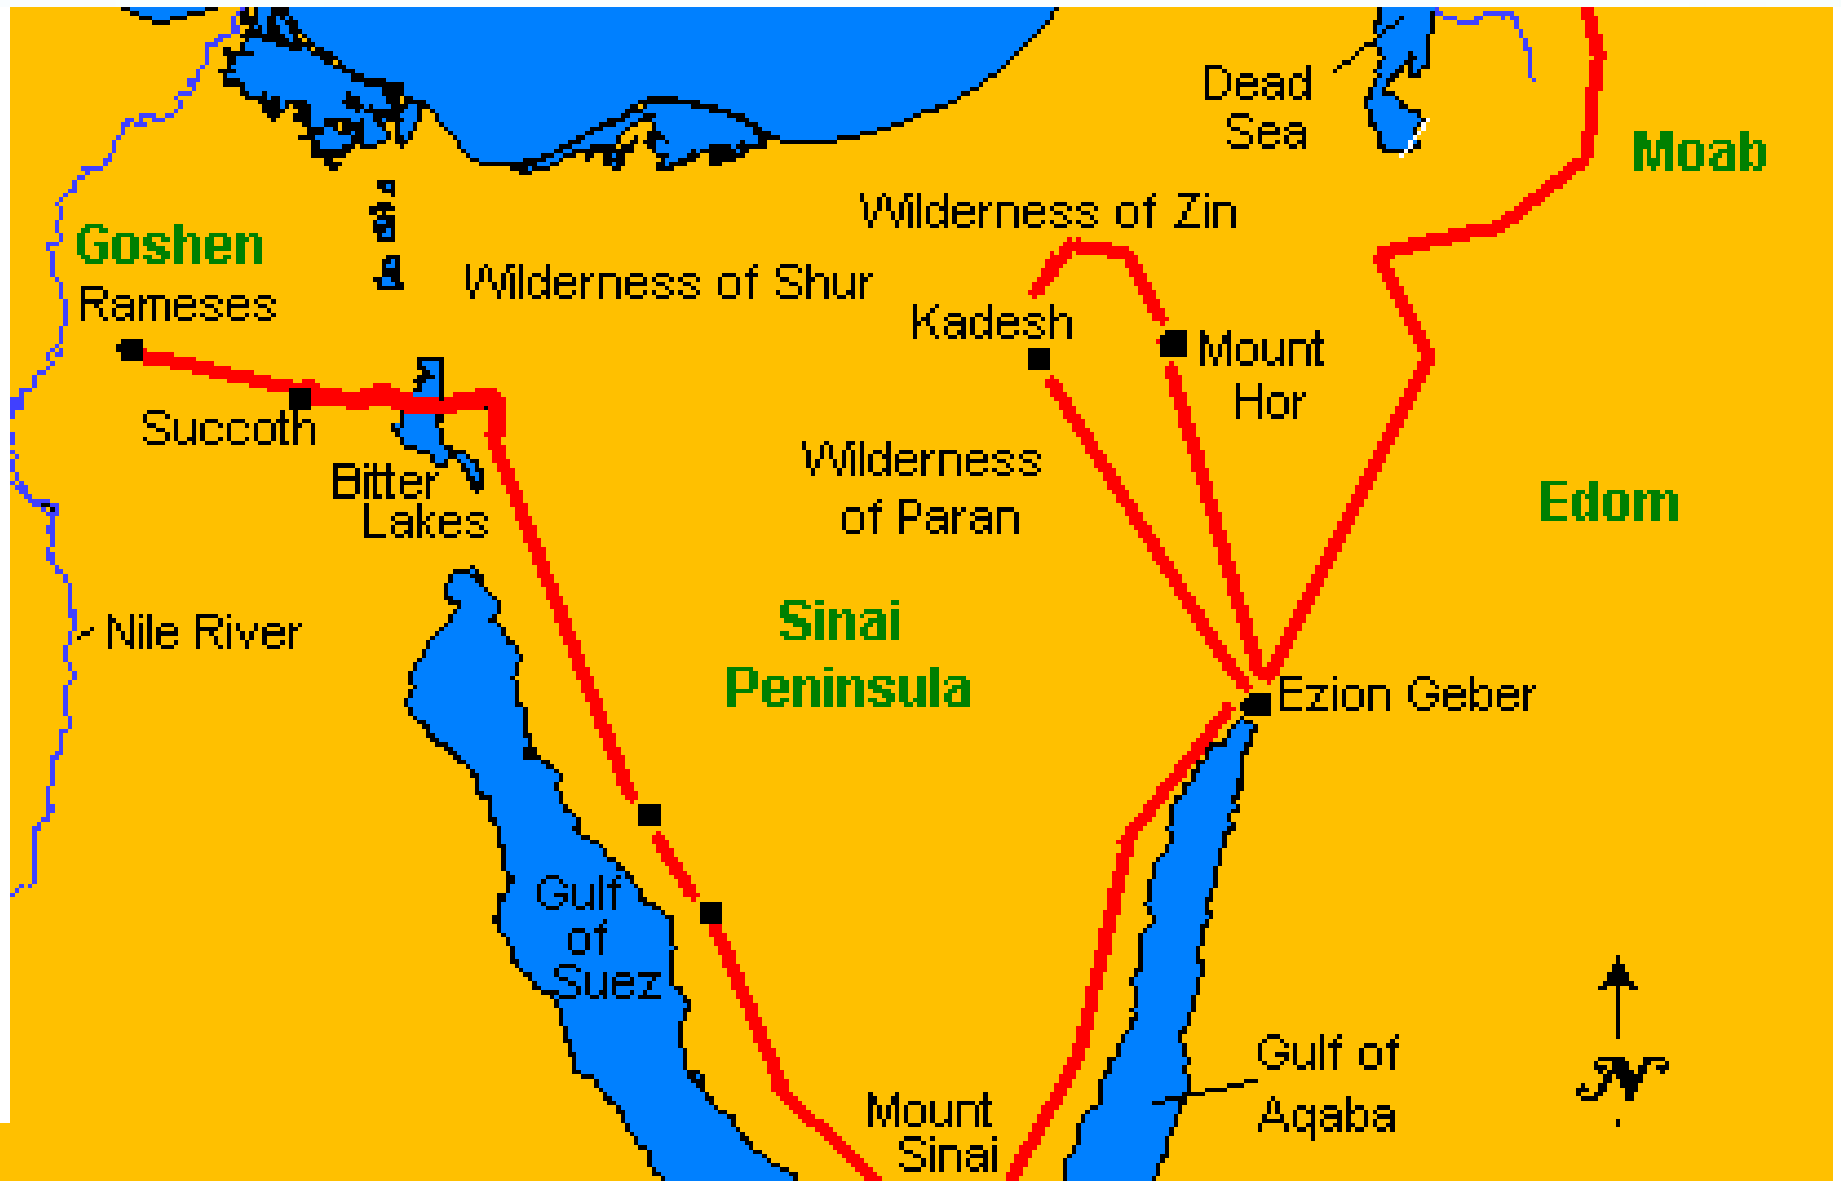 Dead
Sea
Moab
Wilderness of Zin
Goshen
Rameses
Wilderness of Shur
Kadesh
Mount
Hor
Succoth
Bitter
Lakes
Wilderness
of Paran
Edom
Sinai
Peninsula
Nile River
Ezion Geber
Gulf
of
Suez
Gulf of
Aqaba
N
Mount
Sinai